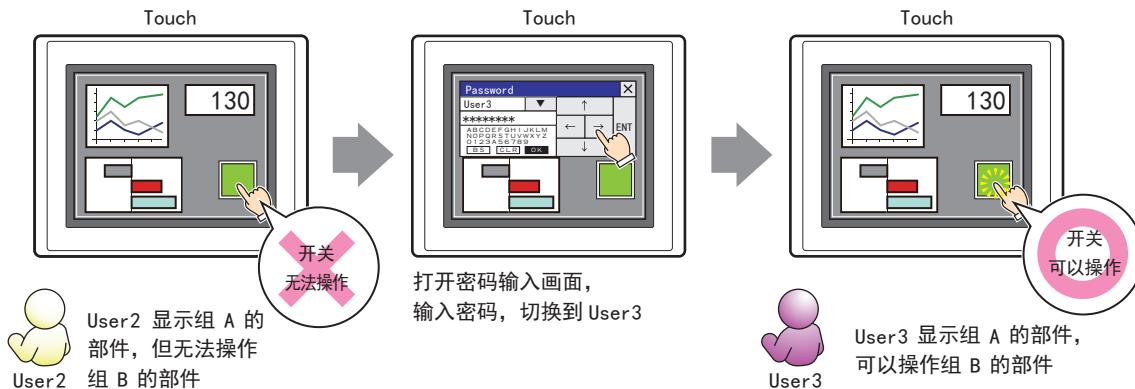 Touch
Touch
Touch
130
Password
User3
********
ABCDEFGHIJKLM
NOPQRSTUVWXYZ
0123A56789
BS CLR OK
↑
← →
↓
ENT
130
开关
无法操作
User2
User2 显示组 A 的
部件，但无法操作
组 B 的部件
打开密码输入画面，
输入密码，切换到 User3
开关
可以操作
User3
User3 显示组 A 的部件，
可以操作组 B 的部件